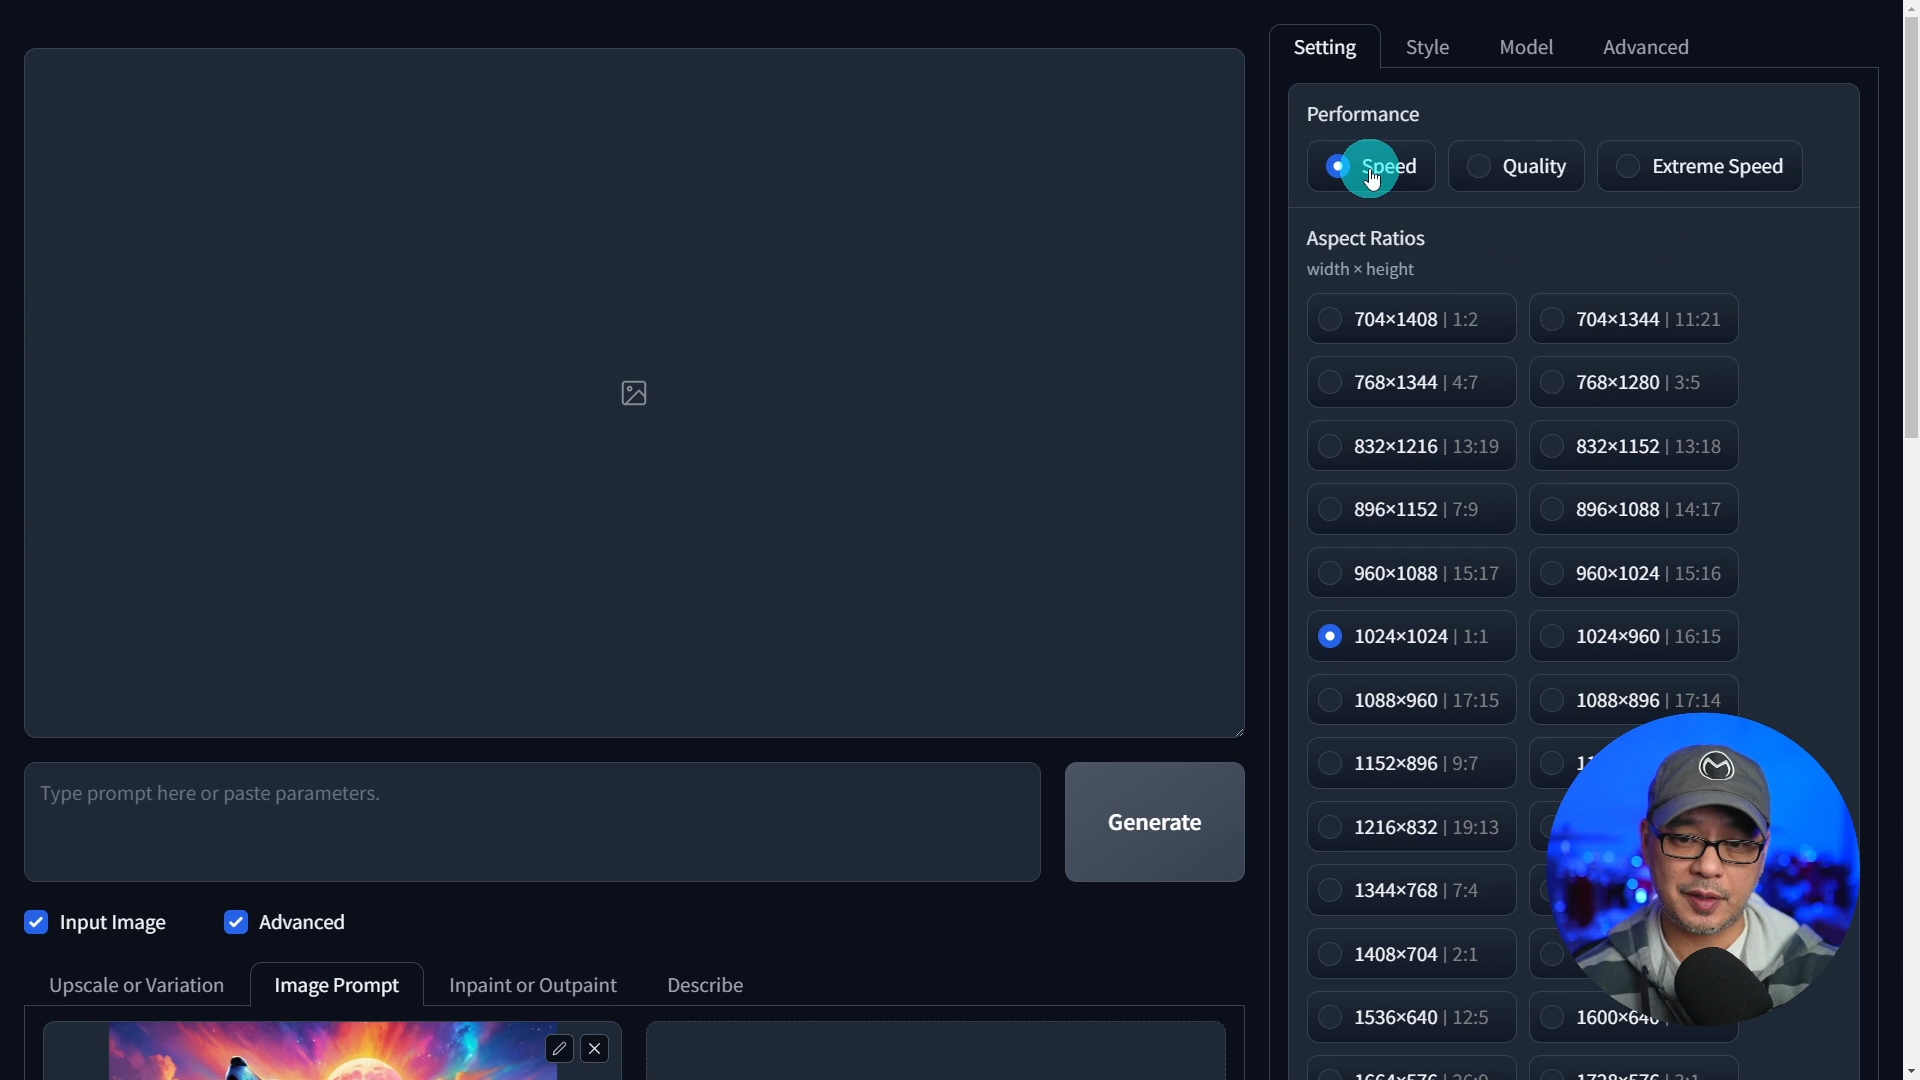 Setting Style Model Advanced
Performance
Speed Quality Extreme Speed
Aspect Ratios
width × height
704×1408 | 1:2 704×1344 | 11:21
768×1344 | 4:7 768×1280 | 3:5
832×1216 | 13:19 832×1152 | 13:18
896×1152 | 7:9 896×1088 | 14:17
960×1088 | 15:17 960×1024 | 15:16
1024×1024 | 1:1 1024×960 | 16:15
1088×960 | 17:15 1088×896 | 17:14
1152×896 | 9:7
1216×832 | 19:13
1344×768 | 7:4
1408×704 | 2:1
1536×640 | 12:5 1600×640
Type prompt here or paste parameters.
Generate
Input Image Advanced
Upscale or Variation Image Prompt Inpaint or Outpaint Describe